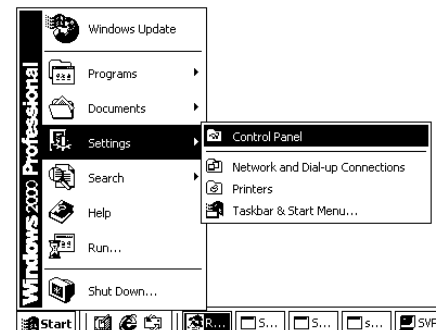 Windows 2000 Professional
Windows Update
Programs
Documents
Settings
Search
Help
Run...
Shut Down...
Control Panel
Network and Dial-up Connections
Printers
Taskbar & Start Menu...
Start
R...
S...
S...
s...
SVF